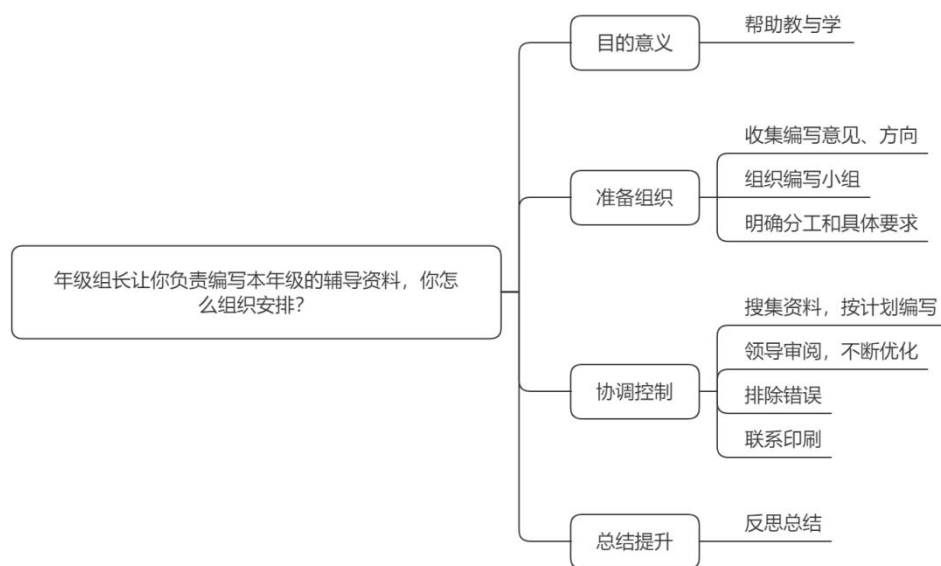 年级组长让你负责编写本年级的辅导资料，你怎
么组织安排？
目的意义
帮助教与学
准备组织
收集编写意见、方向
组织编写小组
明确分工和具体要求
协调控制
搜集资料，按计划编写
领导审阅，不断优化
排除错误
联系印刷
总结提升
反思总结